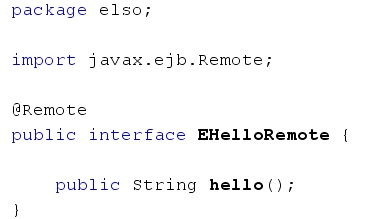 package elso;
import javax.ejb.Remote;
@Remote
public interface EHelloRemote {
public String hello();
}